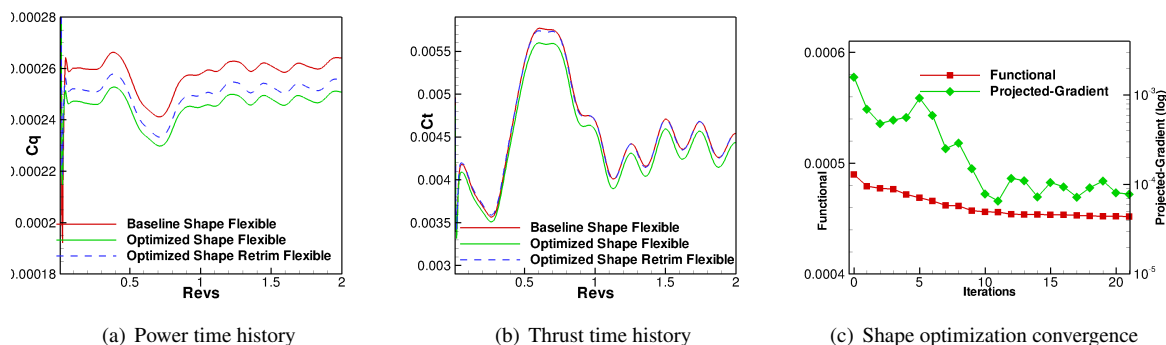 0.00028
0.00026
0.00024
0.00022
0.0002
0.00018
Cq
0.5
1
1.5
2
Revs
Baseline Shape Flexible
Optimized Shape Flexible
Optimized Shape Retrim Flexible
(a) Power time history
0.0055
0.005
0.0045
0.004
0.0035
0.003
Ct
0.5
1
1.5
2
Revs
Baseline Shape Flexible
Optimized Shape Flexible
Optimized Shape Retrim Flexible
(b) Thrust time history
0.0006
0.0005
0.0004
Functional
0
5
10
15
20
Iterations
10-3
10-4
10-5
Projected-Gradient (log)
Functional
Projected-Gradient
(c) Shape optimization convergence